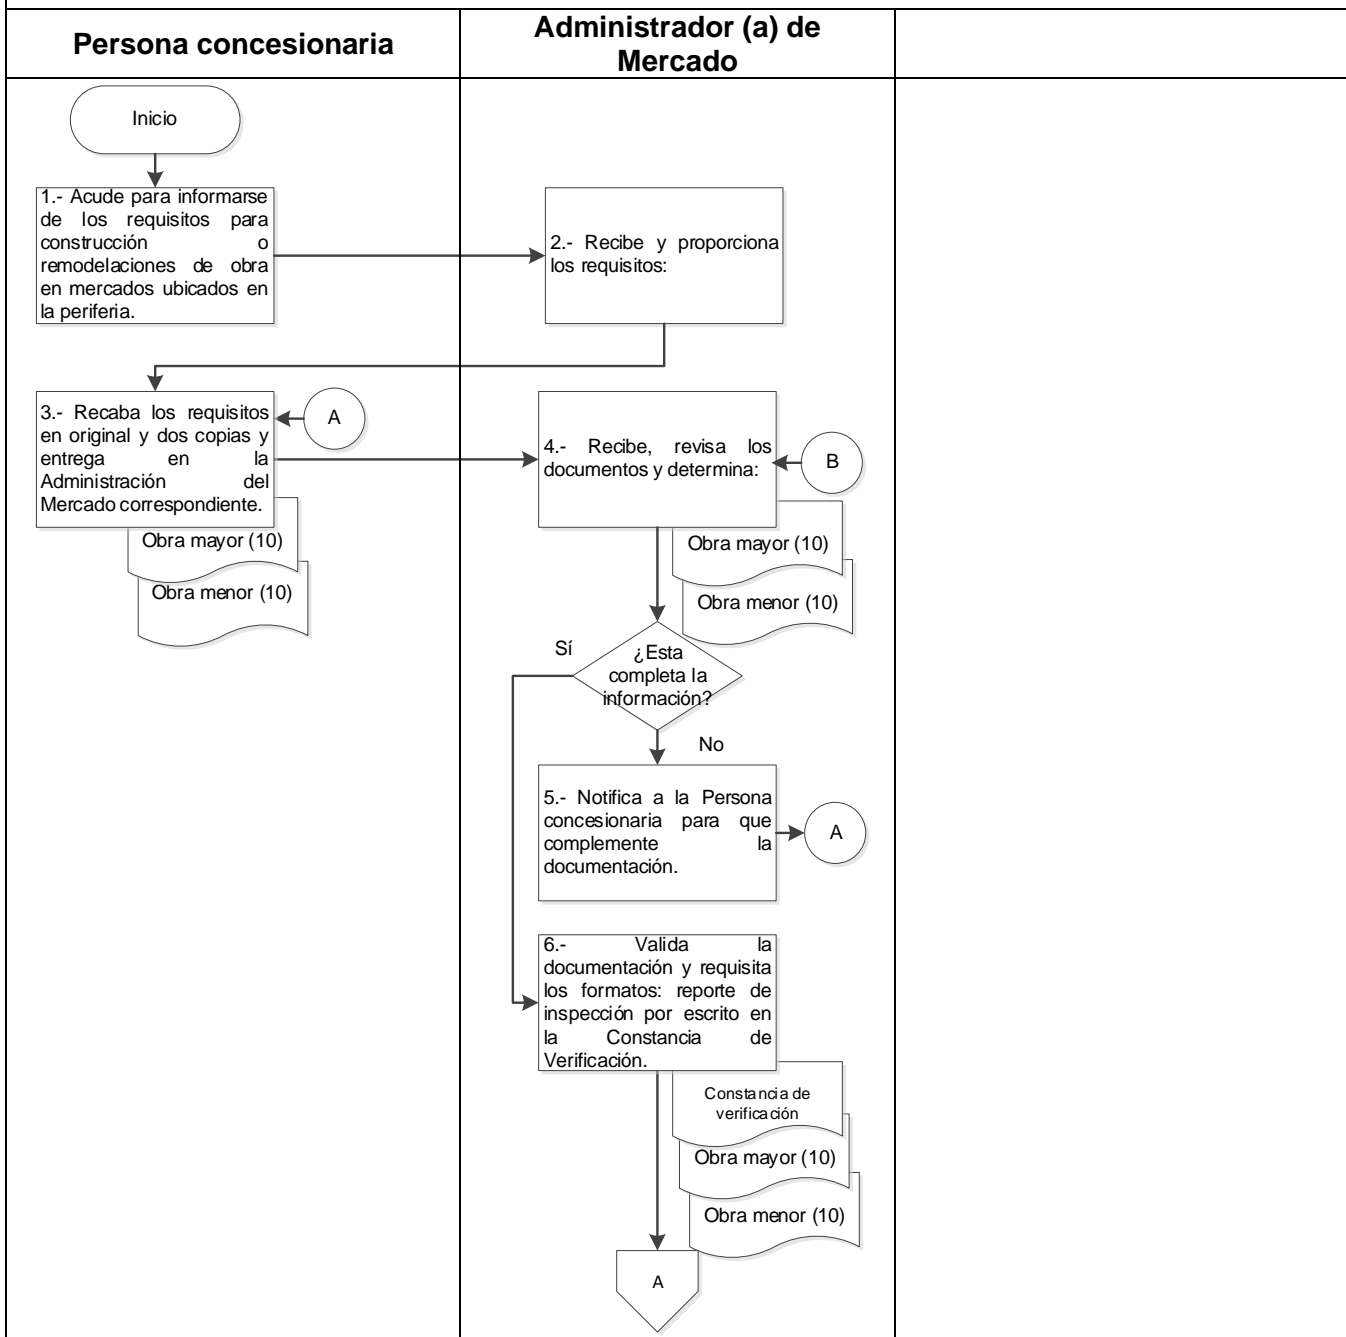 Persona concesionaria
Administrador (a) de
Mercado
Inicio
1.- Acude para informarse
de los requisitos para
construcción o
remodelaciones de obra
en mercados ubicados en
la periferia.
2.- Recibe y proporciona
los requisitos:
3.- Recaba los requisitos
en original y dos copias y
entrega en la
Administración del
Mercado correspondiente.
A
Obra mayor (10)
Obra menor (10)
4.- Recibe, revisa los
documentos y determina:
B
Obra mayor (10)
Obra menor (10)
Sí
¿Esta
completa la
información?
No
5.- Notifica a la Persona
concesionaria para que
complemente la
documentación.
A
6.- Valida la
documentación y requisita
los formatos: reporte de
inspección por escrito en
la Constancia de
Verificación.
Constancia de
verificación
Obra mayor (10)
Obra menor (10)
A